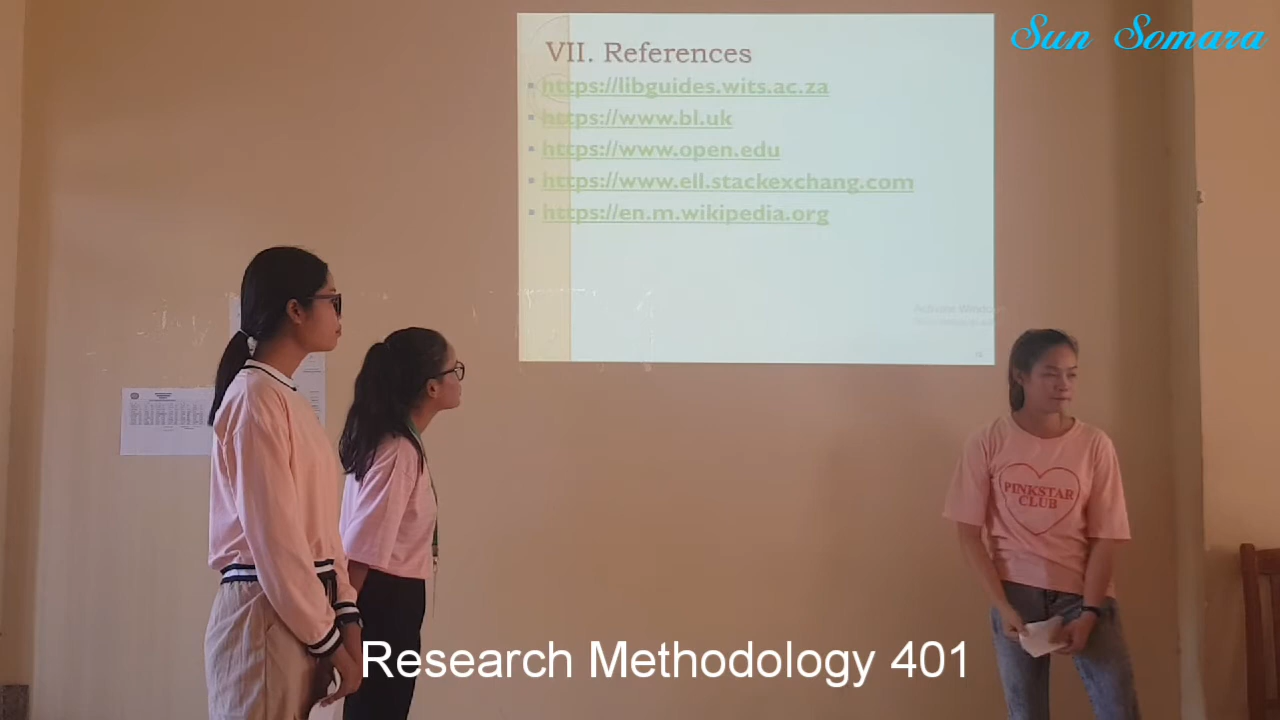 Sun Somara
VII. References
https://libguides.wits.ac.za
https://www.bl.uk
https://www.open.edu
https://www.ell.stackexchang.com
https://en.m.wikipedia.org
PINKSTAR
CLUB
Research Methodology 401